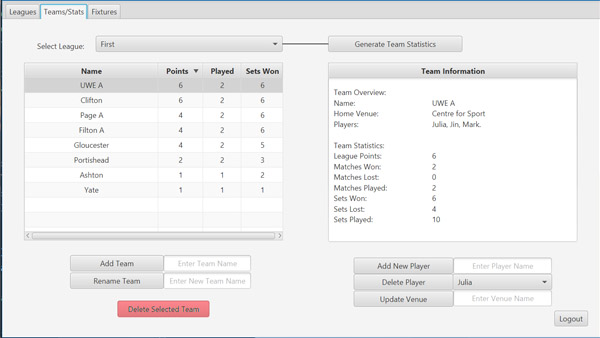 Leagues Teams/Stats Fixtures
Select League: First Generate Team Statistics
Name Points Played Sets Won
UWE A 6 2 6
Clifton 6 2 6
Page A 4 2 6
Filton A 4 2 6
Gloucester 4 2 5
Portishead 2 2 3
Ashton 1 1 2
Yate 1 1 1
Team Information
Team Overview:
Name: UWE A
Home Venue: Centre for Sport
Players: Julia, Jin, Mark.
Team Statistics:
League Points: 6
Matches Won: 2
Matches Lost: 0
Matches Played: 2
Sets Won: 6
Sets Lost: 4
Sets Played: 10
Add Team Enter Team Name
Rename Team Enter New Team Name
Delete Selected Team
Add New Player Enter Player Name
Delete Player Julia
Update Venue Enter Venue Name
Logout